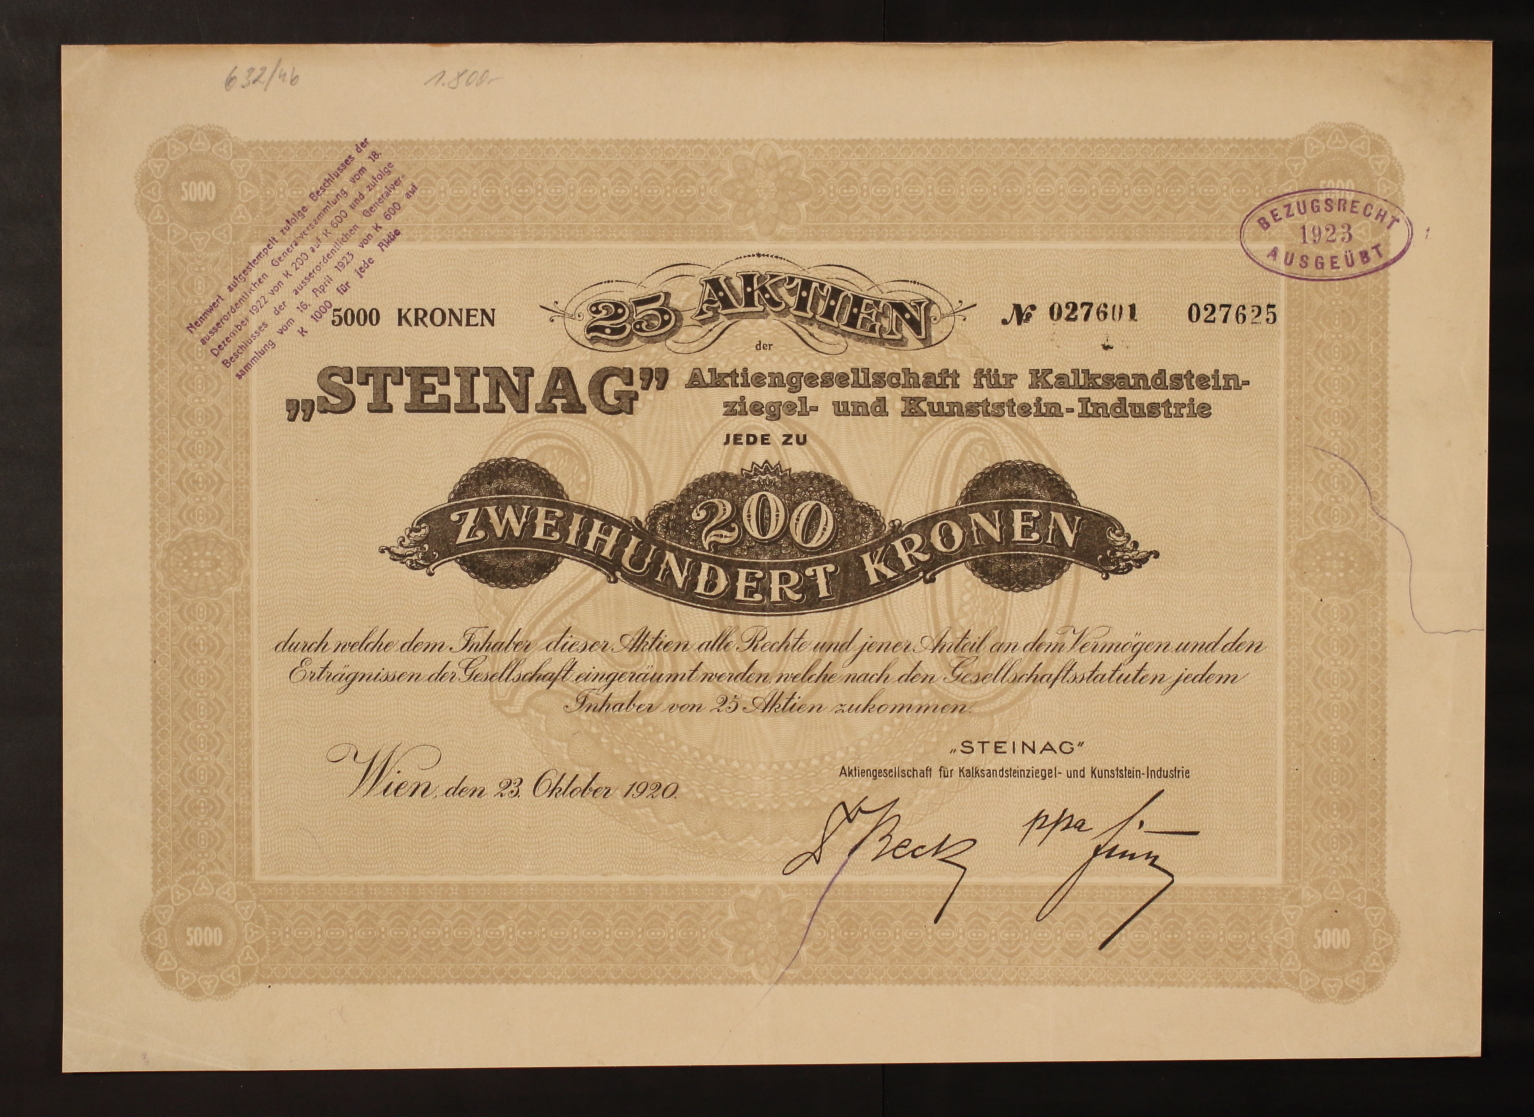 632/46 1.800-
5000 5000
Nennwert aufgestempelt zufolge Beschlusses der
ausserordentlichen Generalversammlung vom 18.
Dezember 1922 von K 200 auf K 600 und zufolge
Beschlusses der ausserordentlichen Generalver-
sammlung vom 16. April 1923 von K 600 auf
K 1000 für jede Aktie
BEZUGSRECHT
1923
AUSGEÜBT
5000 KRONEN 25 AKTIEN № 027601 027625
der
„STEINAG” Aktiengesellschaft für Kalksandstein-
ziegel- und Kunststein-Industrie
JEDE ZU
200
ZWEIHUNDERT KRONEN
durch welche dem Inhaber dieser Aktien alle Rechte und jener Anteil an dem Vermögen und den
Erträgnissen der Gesellschaft eingeräumt werden, welche nach den Gesellschaftsstatuten jedem
Inhaber von 25 Aktien zukommen.
Wien, den 23. Oktober 1920.
„STEINAG”
Aktiengesellschaft für Kalksandsteinziegel- und Kunststein-Industrie
Beck ppa
5000 5000